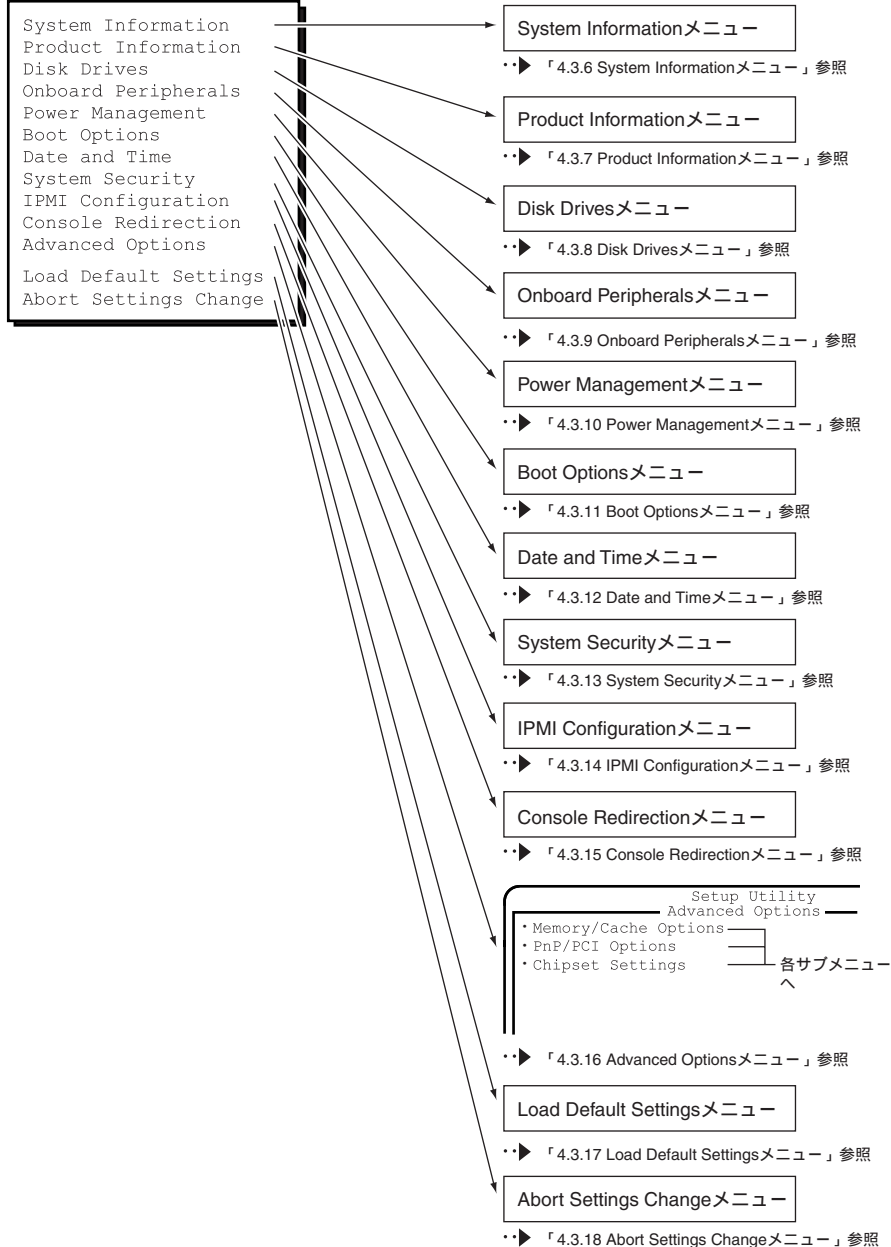 System Information
Product Information
Disk Drives
Onboard Peripherals
Power Management
Boot Options
Date and Time
System Security
IPMI Configuration
Console Redirection
Advanced Options
Load Default Settings
Abort Settings Change
System Informationメニュー
「4.3.6 System Informationメニュー」参照
Product Informationメニュー
「4.3.7 Product Informationメニュー」参照
Disk Drivesメニュー
「4.3.8 Disk Drivesメニュー」参照
Onboard Peripheralsメニュー
「4.3.9 Onboard Peripheralsメニュー」参照
Power Managementメニュー
「4.3.10 Power Managementメニュー」参照
Boot Optionsメニュー
「4.3.11 Boot Optionsメニュー」参照
Date and Timeメニュー
「4.3.12 Date and Timeメニュー」参照
System Securityメニュー
「4.3.13 System Securityメニュー」参照
IPMI Configurationメニュー
「4.3.14 IPMI Configurationメニュー」参照
Console Redirectionメニュー
「4.3.15 Console Redirectionメニュー」参照
Setup Utility
Advanced Options
・Memory/Cache Options
・PnP/PCI Options
・Chipset Settings
各サブメニュー
へ
「4.3.16 Advanced Optionsメニュー」参照
Load Default Settingsメニュー
「4.3.17 Load Default Settingsメニュー」参照
Abort Settings Changeメニュー
「4.3.18 Abort Settings Changeメニュー」参照